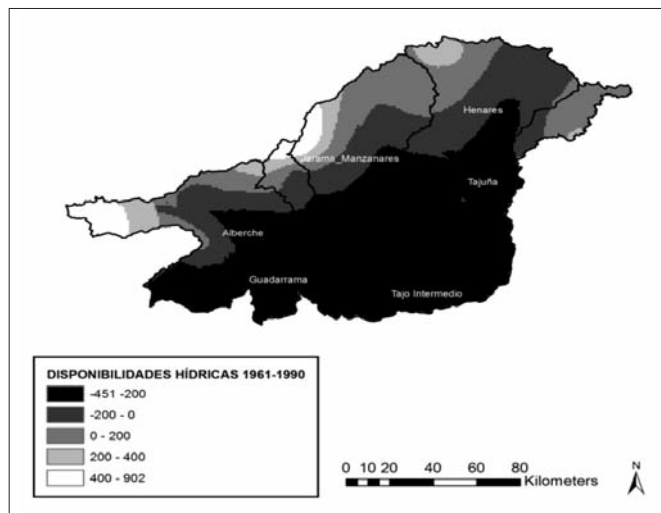 Henares
Jarama_Manzanares
Tajuña
Alberche
Guadarrama
Tajo Intermedio
DISPONIBILIDADES HÍDRICAS 1961-1990
-451 -200
-200 - 0
0 - 200
200 - 400
400 - 902
0 10 20 40 60 80
Kilometers
N